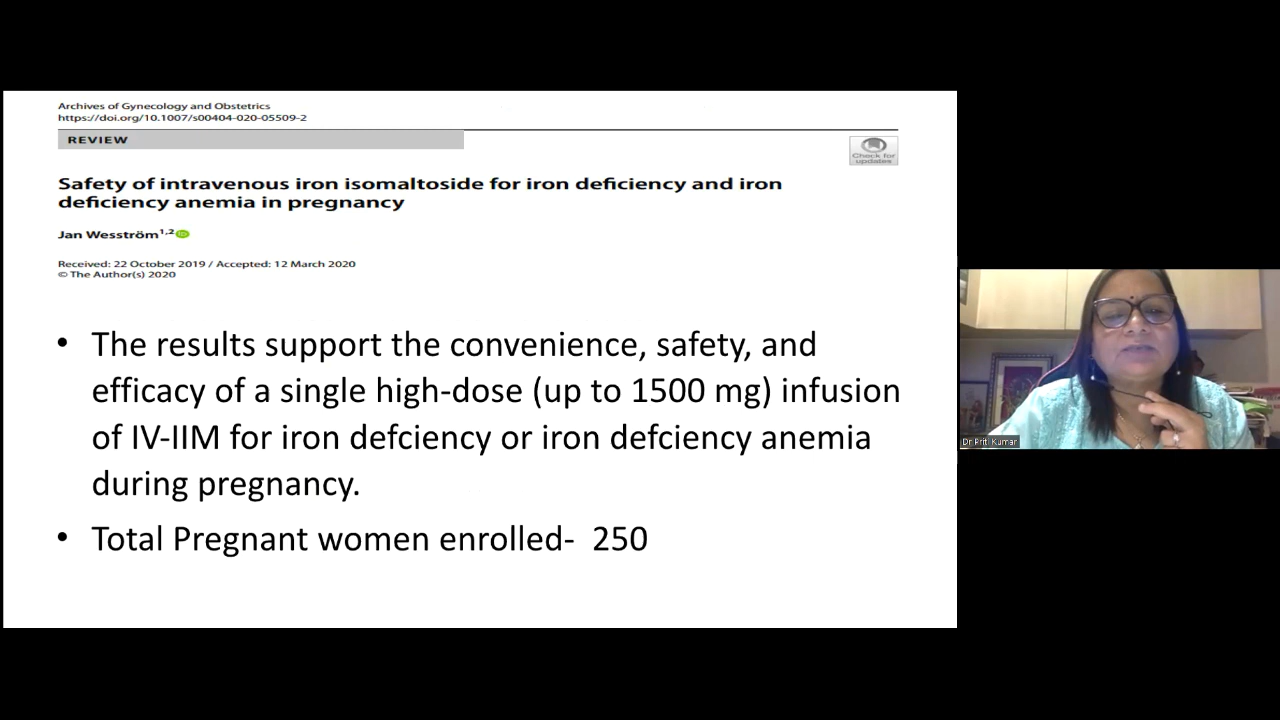 Archives of Gynecology and Obstetrics
https://doi.org/10.1007/s00404-020-05509-2
REVIEW
Check for
updates
Safety of intravenous iron isomaltoside for iron deficiency and iron
deficiency anemia in pregnancy
Jan Wesström1,2
Received: 22 October 2019 / Accepted: 12 March 2020
© The Author(s) 2020
• The results support the convenience, safety, and
efficacy of a single high-dose (up to 1500 mg) infusion
of IV-IIM for iron defciency or iron defciency anemia
during pregnancy.
• Total Pregnant women enrolled- 250
Dr Priti Kumar